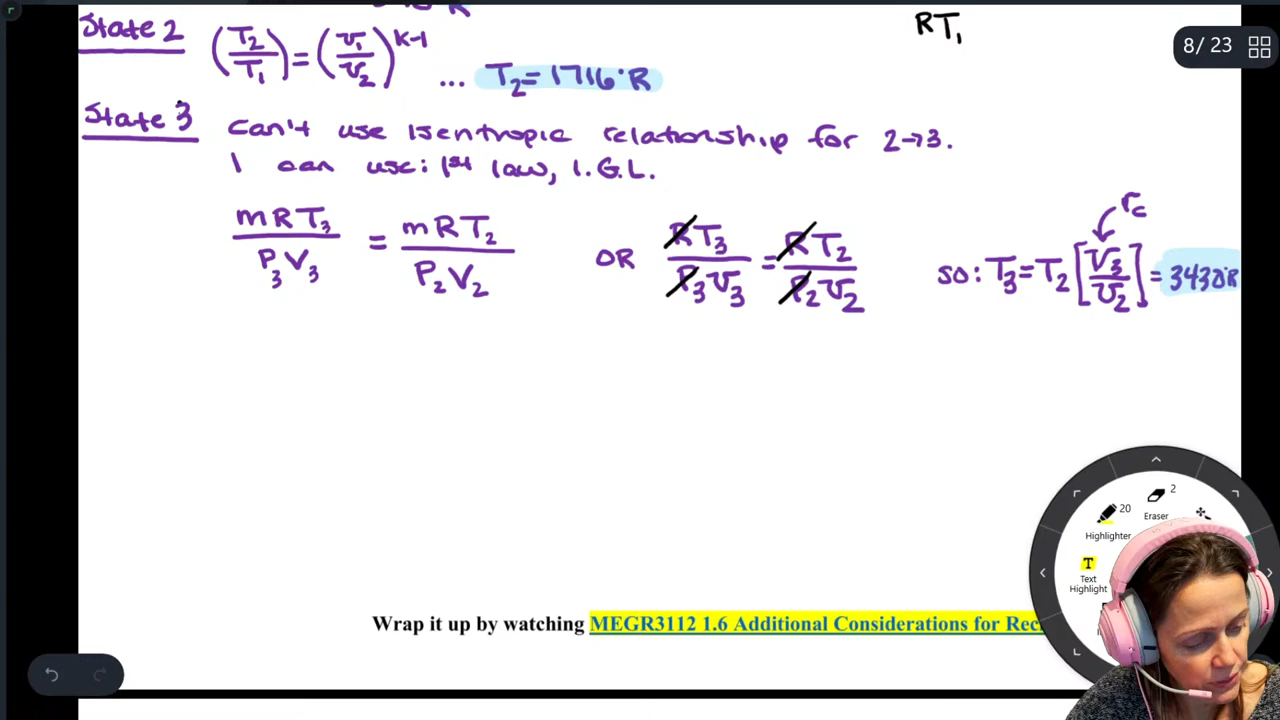 RT₁
8/ 23
State 2 (T₂/T₁) = (v₁/v₂)^k-1 ... T₂ = 1716°R
State 3 Can't use isentropic relationship for 2→3.
I can use: 1st law, I.G.L.
mRT₃/P₃V₃ = mRT₂/P₂V₂ OR RT₃/P₃v₃ = RT₂/P₂v₂ so: T₃ = T₂[v₃/v₂] = 3430°R
rc
20
Highlighter
2
Eraser
T
Text
Highlight
Wrap it up by watching MEGR3112 1.6 Additional Considerations for Rec